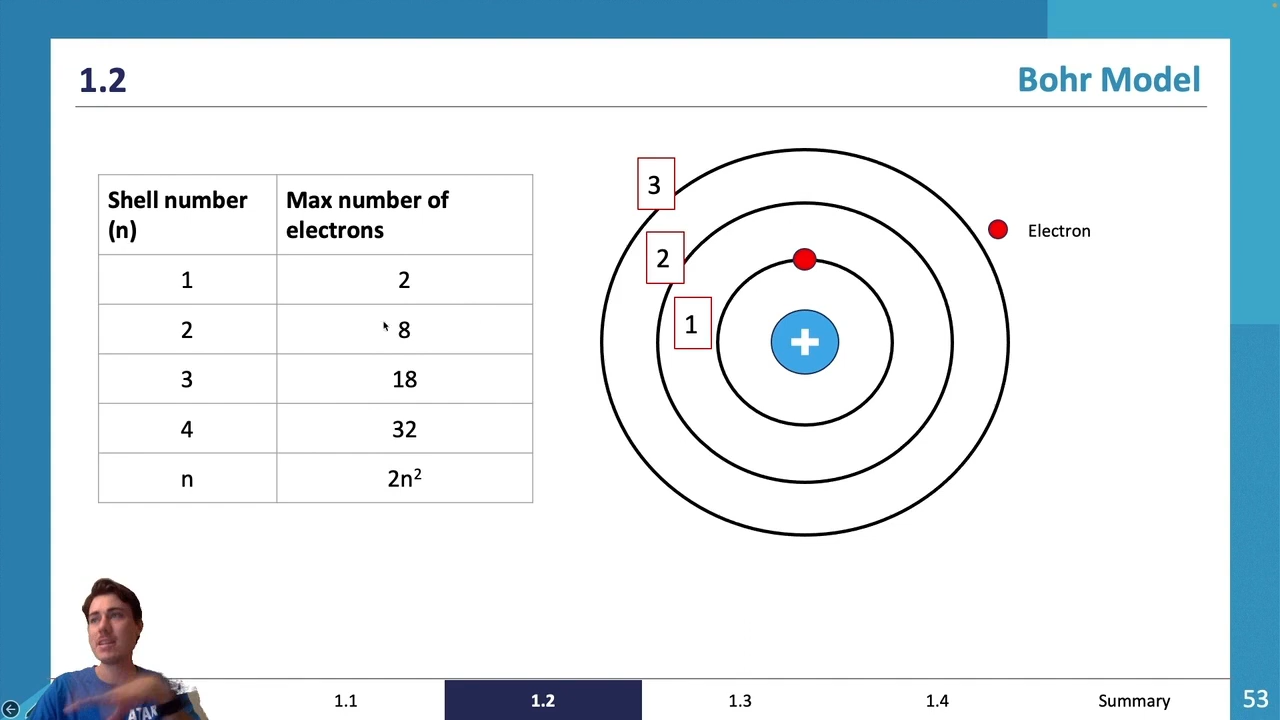 1.2
Bohr Model
Shell number
(n)
Max number of
electrons
1
2
2
8
3
18
4
32
n
2n²
3
2
1
Electron
ATAR
1.1
1.2
1.3
1.4
Summary
53